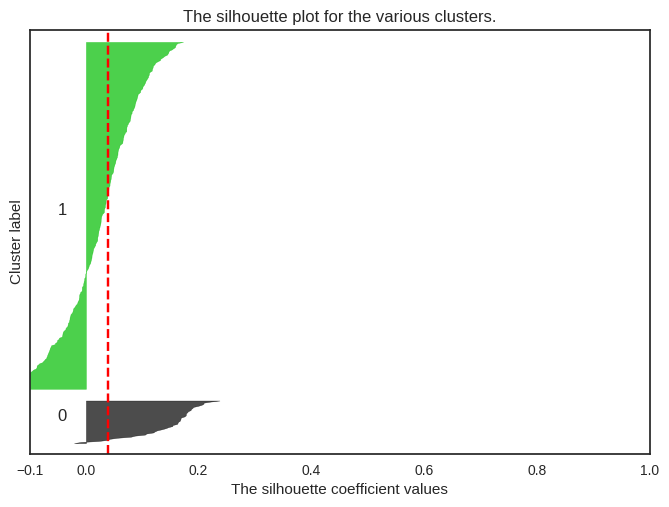 The silhouette plot for the various clusters.
Cluster label
1
0
−0.1 0.0 0.2 0.4 0.6 0.8 1.0
The silhouette coefficient values